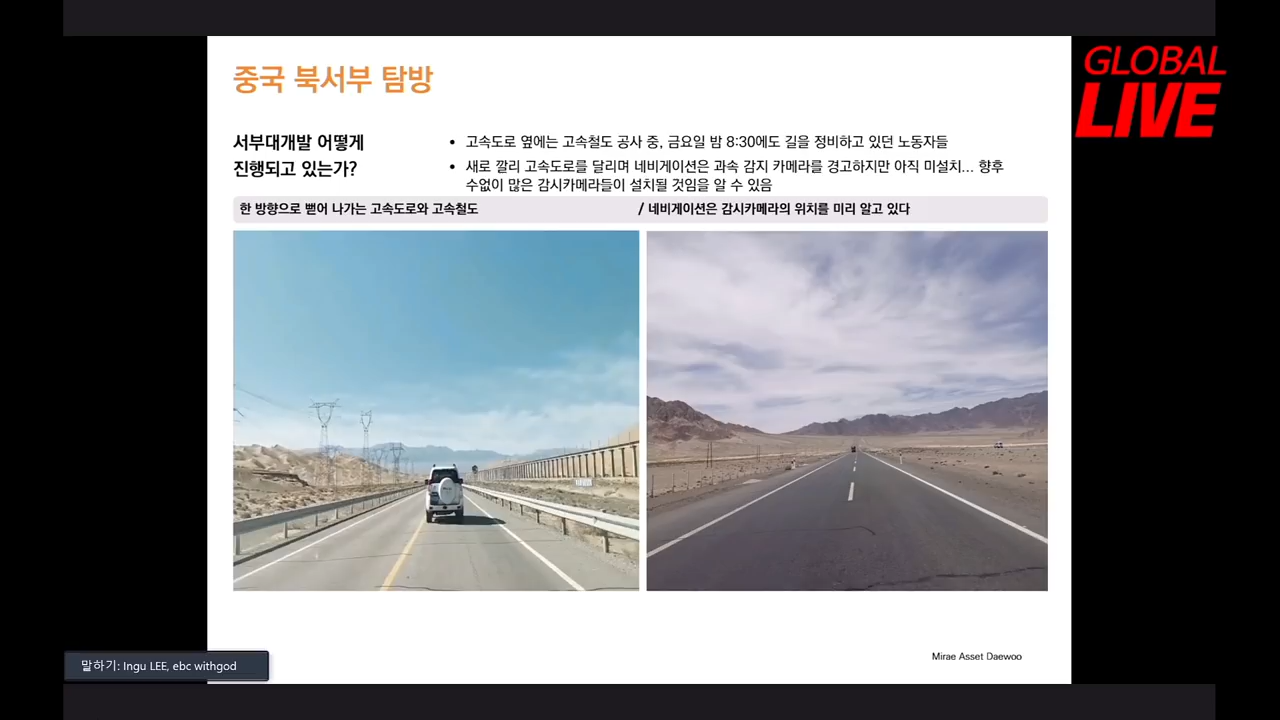 GLOBAL
LIVE
중국 북서부 탐방
서부대개발 어떻게
진행되고 있는가?
• 고속도로 옆에는 고속철도 공사 중, 금요일 밤 8:30에도 길을 정비하고 있던 노동자들
• 새로 깔리 고속도로를 달리며 네비게이션은 과속 감지 카메라를 경고하지만 아직 미설치... 향후
수없이 많은 감시카메라들이 설치될 것임을 알 수 있음
한 방향으로 뻗어 나가는 고속도로와 고속철도 / 네비게이션은 감시카메라의 위치를 미리 알고 있다
Mirae Asset Daewoo
말하기: Ingu LEE, ebc withgod